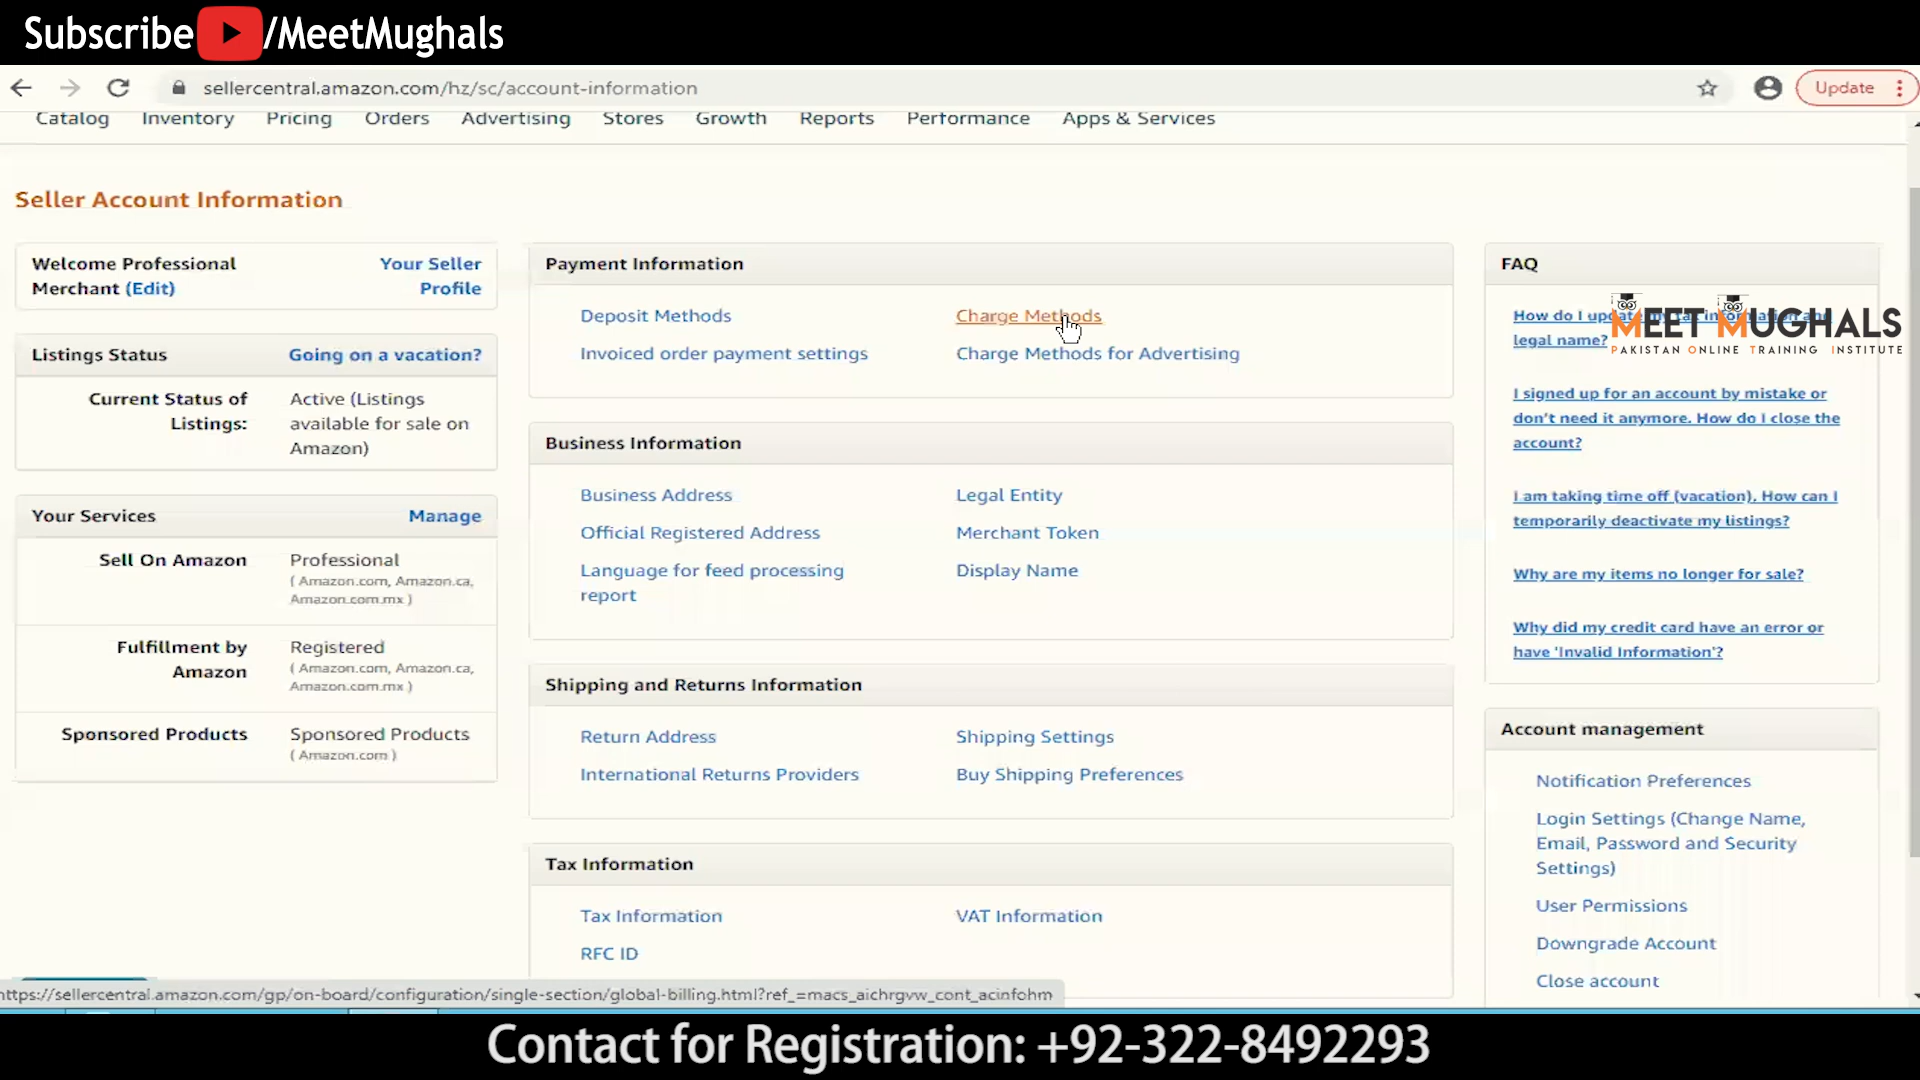 Subscribe /MeetMughals
sellercentral.amazon.com/hz/sc/account-information
Update
Catalog Inventory Pricing Orders Advertising Stores Growth Reports Performance Apps & Services
Seller Account Information
Welcome Professional
Merchant (Edit)
Your Seller
Profile
Listings Status
Going on a vacation?
Current Status of
Listings:
Active (Listings
available for sale on
Amazon)
Your Services
Manage
Sell On Amazon
Professional
( Amazon.com, Amazon.ca,
Amazon.com.mx )
Fulfillment by
Amazon
Registered
( Amazon.com, Amazon.ca,
Amazon.com.mx )
Sponsored Products
Sponsored Products
( Amazon.com )
Payment Information
Deposit Methods
Charge Methods
Invoiced order payment settings
Charge Methods for Advertising
Business Information
Business Address
Legal Entity
Official Registered Address
Merchant Token
Language for feed processing
report
Display Name
Shipping and Returns Information
Return Address
Shipping Settings
International Returns Providers
Buy Shipping Preferences
Tax Information
Tax Information
VAT Information
RFC ID
FAQ
How do I update my tax information and
legal name?
MEET MUGHALS
PAKISTAN ONLINE TRAINING INSTITUTE
I signed up for an account by mistake or
don't need it anymore. How do I close the
account?
I am taking time off (vacation). How can I
temporarily deactivate my listings?
Why are my items no longer for sale?
Why did my credit card have an error or
have 'Invalid Information'?
Account management
Notification Preferences
Login Settings (Change Name,
Email, Password and Security
Settings)
User Permissions
Downgrade Account
Close account
https://sellercentral.amazon.com/gp/on-board/configuration/single-section/global-billing.html?ref_=macs_aichrgvw_cont_acinfohm
Contact for Registration: +92-322-8492293